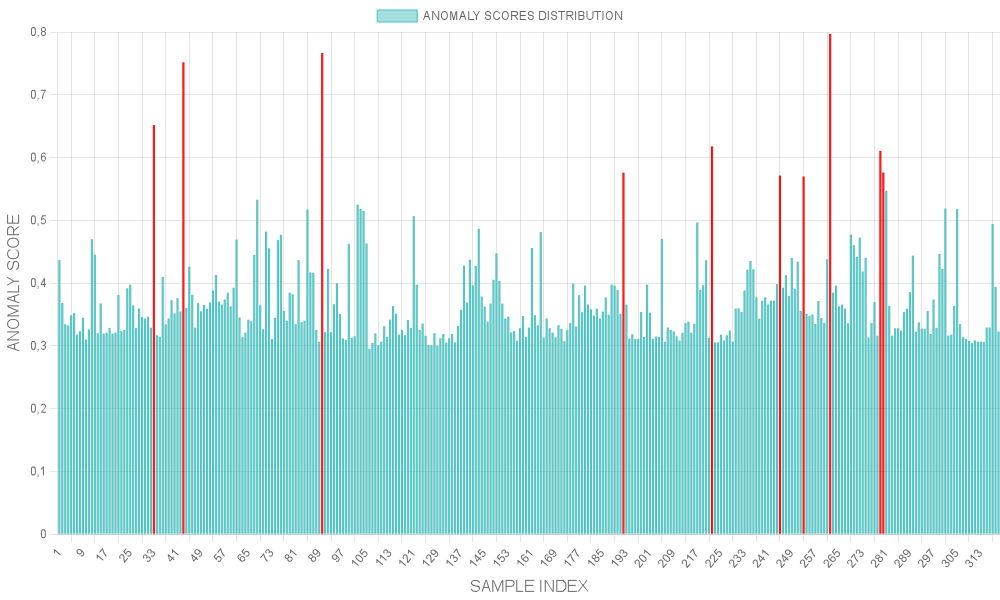 ANOMALY SCORES DISTRIBUTION
0,8
0,7
0,6
0,5
0,4
0,3
0,2
0,1
0
ANOMALY SCORE
1 9 17 25 33 41 49 57 65 73 81 89 97 105 113 121 129 137 145 153 161 169 177 185 193 201 209 217 225 233 241 249 257 265 273 281 289 297 305 313
SAMPLE INDEX